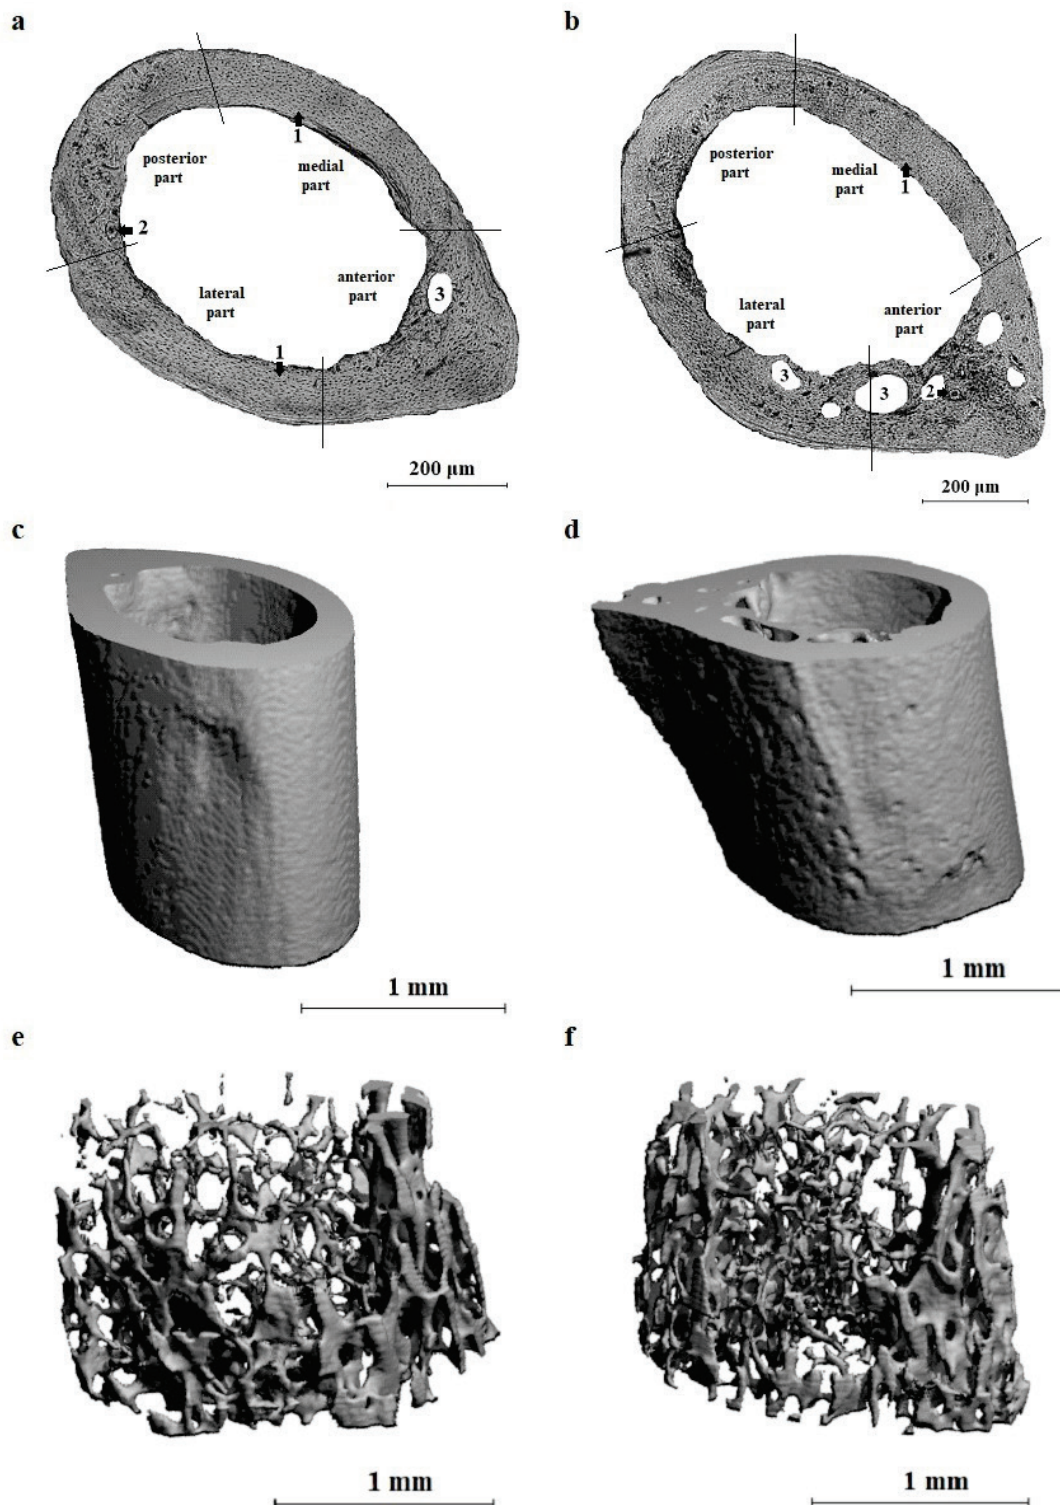 a
posterior
part
1
medial
part
2
lateral
part
anterior
part
3
1
200 μm
b
posterior
part
medial
part
1
lateral
part
anterior
part
3
3
2
200 μm
c
1 mm
d
1 mm
e
1 mm
f
1 mm